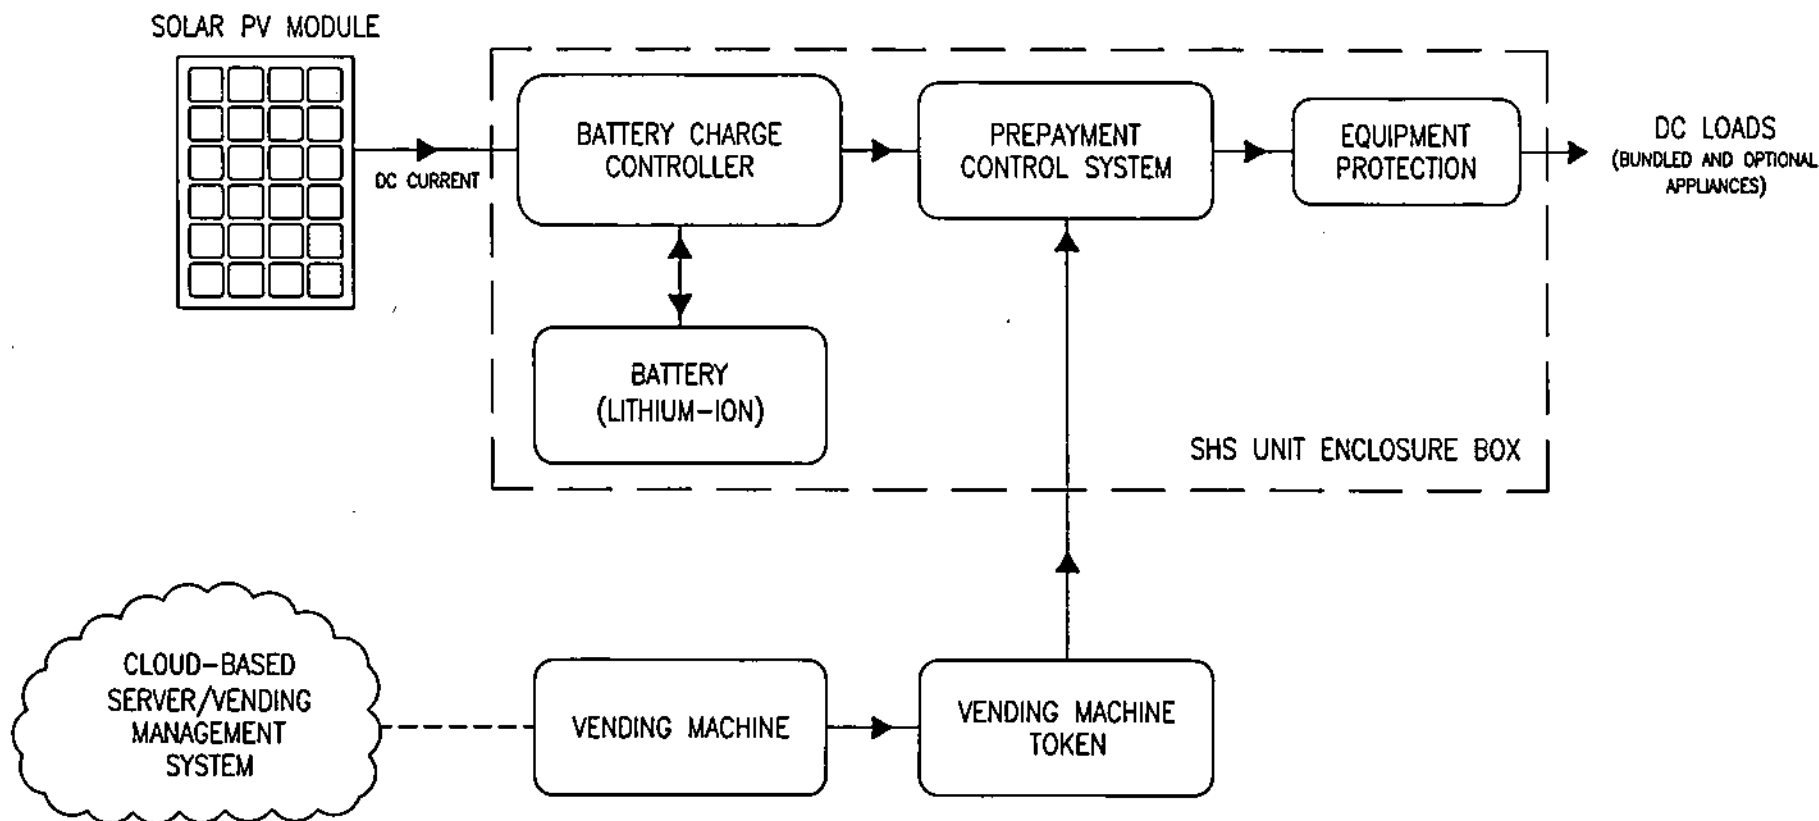 SOLAR PV MODULE
DC CURRENT
BATTERY CHARGE
CONTROLLER
PREPAYMENT
CONTROL SYSTEM
EQUIPMENT
PROTECTION
DC LOADS
(BUNDLED AND OPTIONAL
APPLIANCES)
BATTERY
(LITHIUM-ION)
SHS UNIT ENCLOSURE BOX
CLOUD-BASED
SERVER/VENDING
MANAGEMENT
SYSTEM
VENDING MACHINE
VENDING MACHINE
TOKEN